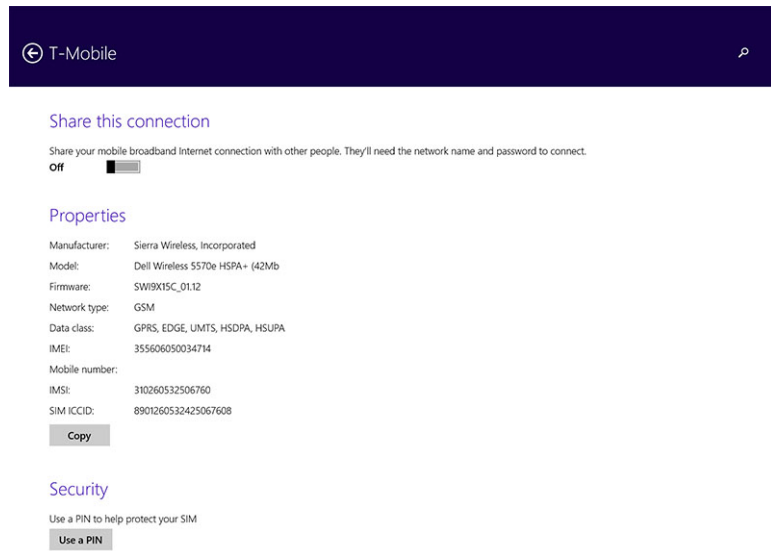 T-Mobile
Share this connection
Share your mobile broadband Internet connection with other people. They'll need the network name and password to connect.
Off
Properties
Manufacturer: Sierra Wireless, Incorporated
Model: Dell Wireless 5570e HSPA+ (42Mb
Firmware: SWI9X15C_01.12
Network type: GSM
Data class: GPRS, EDGE, UMTS, HSDPA, HSUPA
IMEI: 355606050034714
Mobile number:
IMSI: 310260532506760
SIM ICCID: 8901260532425067608
Copy
Security
Use a PIN to help protect your SIM
Use a PIN